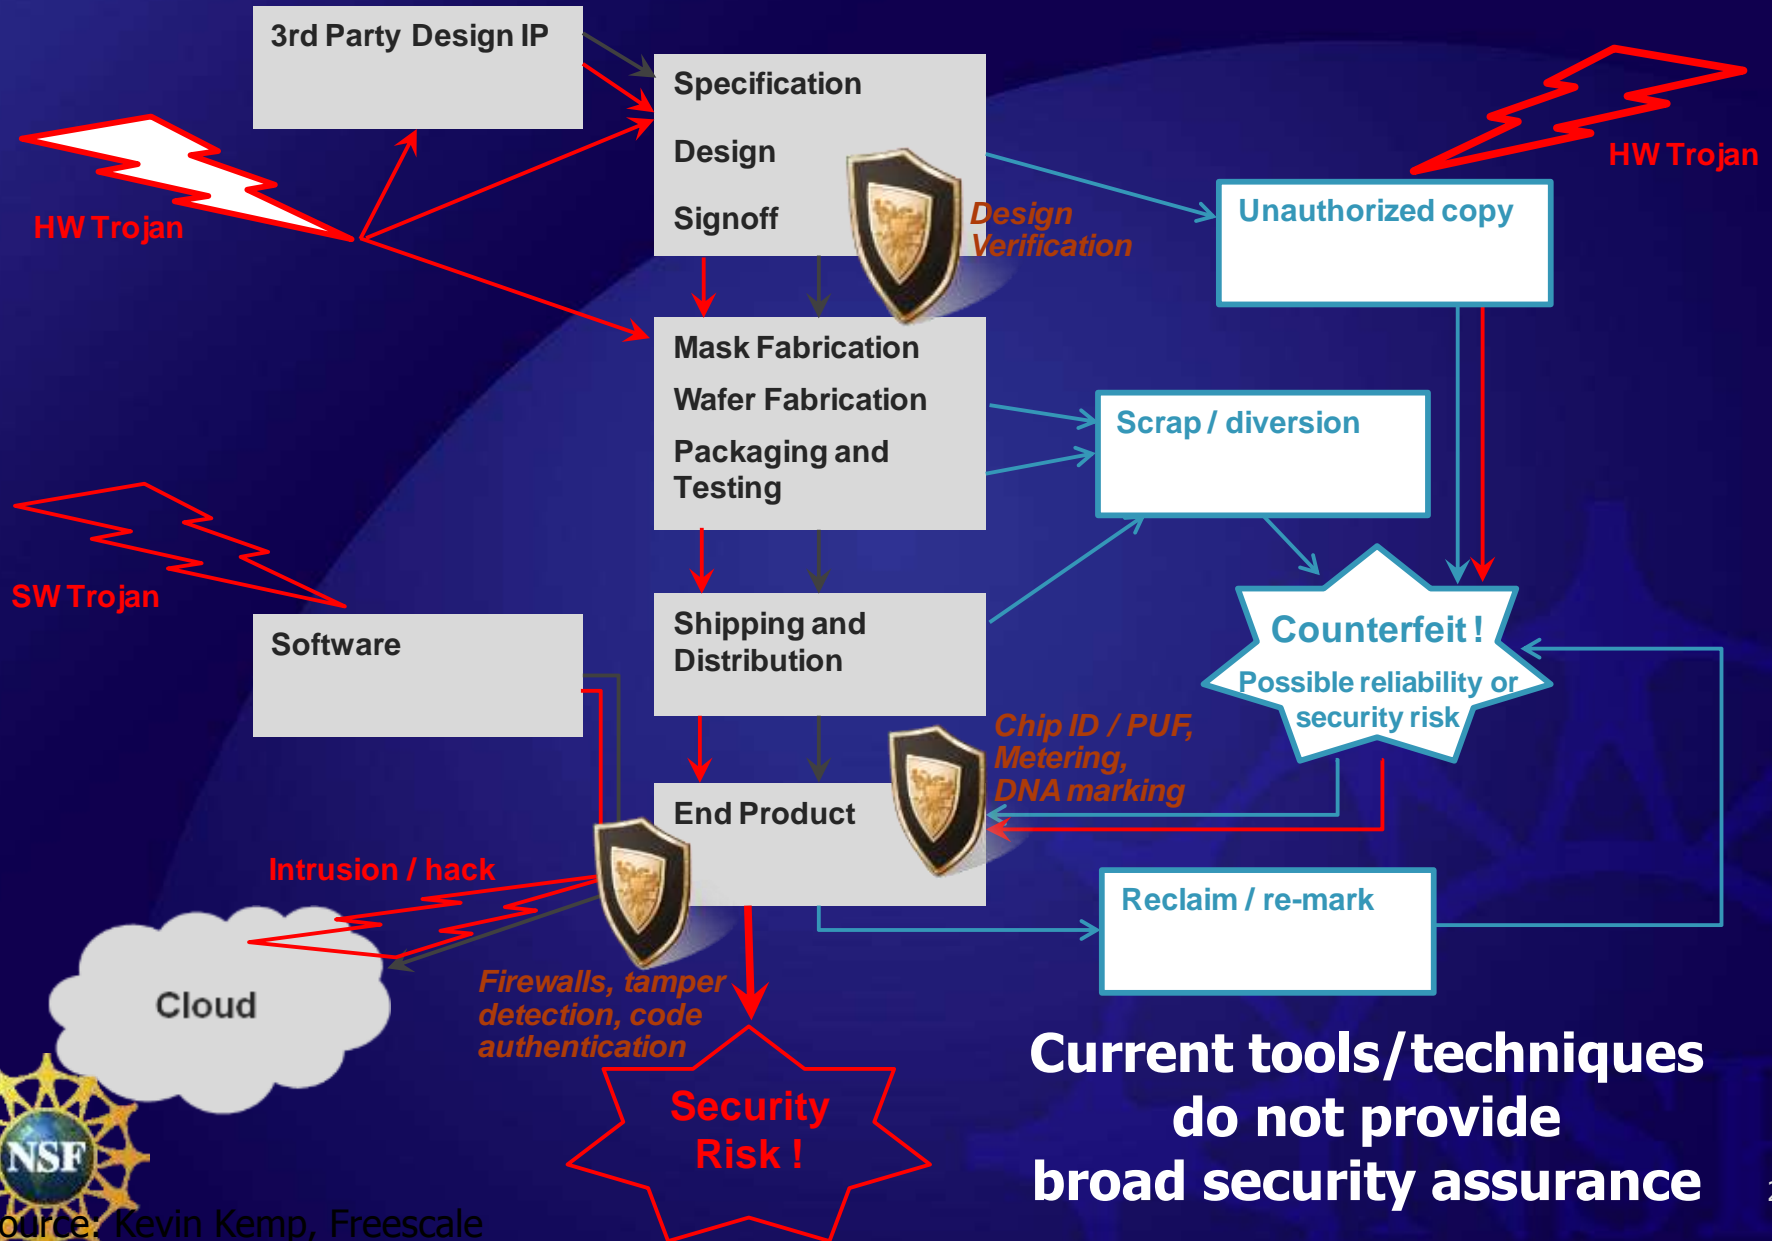 3rd Party Design IP
Specification
Design
Signoff
Design
Verification
HW Trojan
HW Trojan
Unauthorized copy
Mask Fabrication
Wafer Fabrication
Packaging and
Testing
Scrap / diversion
SW Trojan
Software
Shipping and
Distribution
Counterfeit !
Possible reliability or
security risk
Chip ID / PUF,
Metering,
DNA marking
End Product
Intrusion / hack
Reclaim / re-mark
Cloud
Firewalls, tamper
detection, code
authentication
Security
Risk !
Current tools/techniques
do not provide
broad security assurance
NSF
Kevin Kemp, Freescale